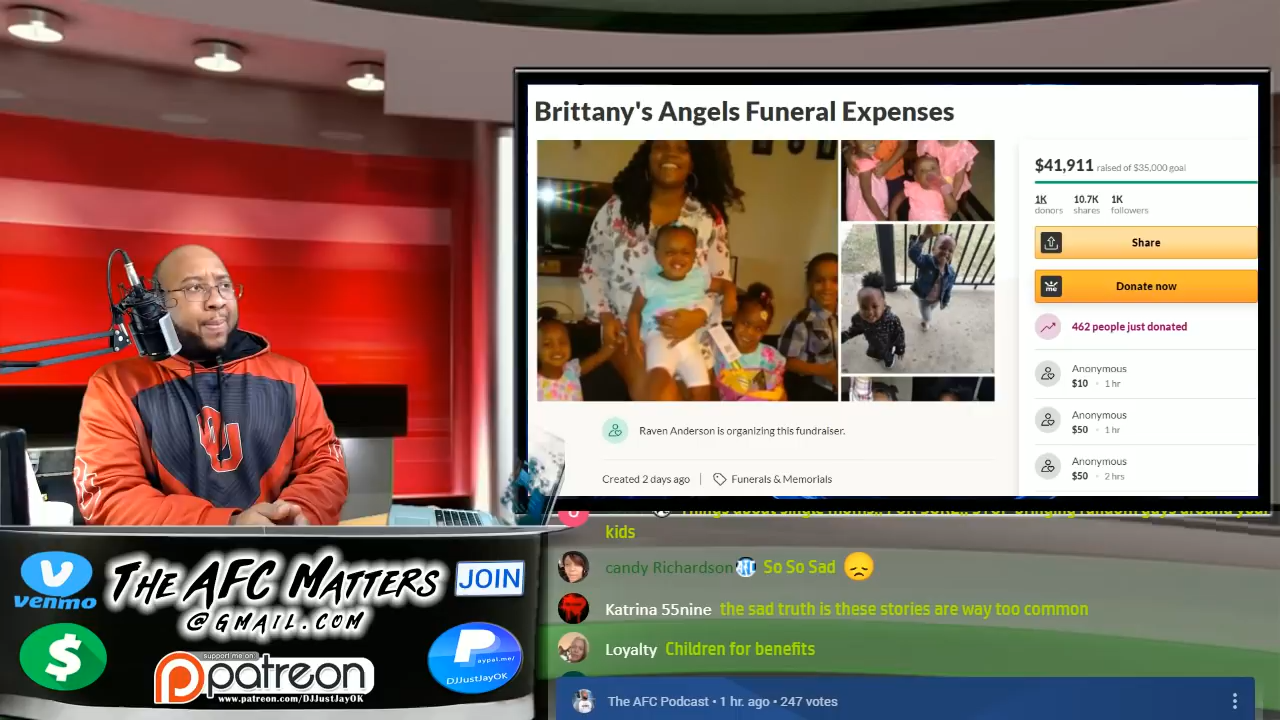 Brittany's Angels Funeral Expenses
$41,911 raised of $35,000 goal
1K 10.7K 1K
donors shares followers
Share
me
Donate now
462 people just donated
Anonymous
$10 • 1 hr
Anonymous
$50 • 1 hr
Anonymous
$50 • 2 hrs
Raven Anderson is organizing this fundraiser.
Created 2 days ago | Funerals & Memorials
kids
candy Richardson So So Sad
Katrina 55nine the sad truth is these stories are way too common
Loyalty Children for benefits
The AFC Podcast • 1 hr. ago • 247 votes
U
venmo
THE AFC MATTERS
@GMAIL.COM
JOIN
$
support me on
patreon
www.patreon.com/DJJustJayOK
Paypal.me/
DJJustJayOK